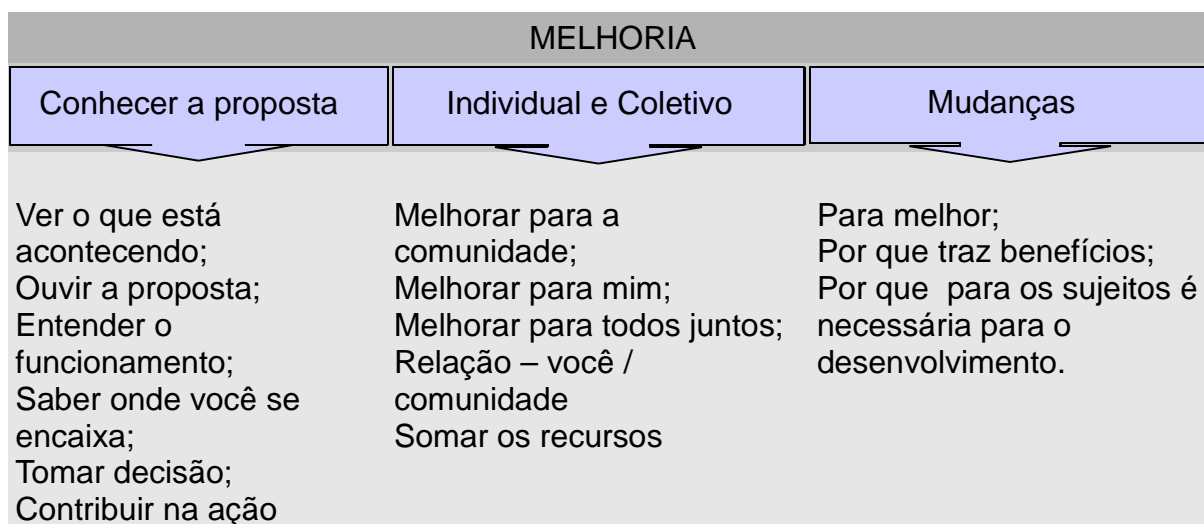 MELHORIA
Conhecer a proposta
Individual e Coletivo
Mudanças
Ver o que está
acontecendo;
Ouvir a proposta;
Entender o
funcionamento;
Saber onde você se
encaixa;
Tomar decisão;
Contribuir na ação
Melhorar para a
comunidade;
Melhorar para mim;
Melhorar para todos juntos;
Relação – você /
comunidade
Somar os recursos
Para melhor;
Por que traz benefícios;
Por que  para os sujeitos é
necessária para o
desenvolvimento.